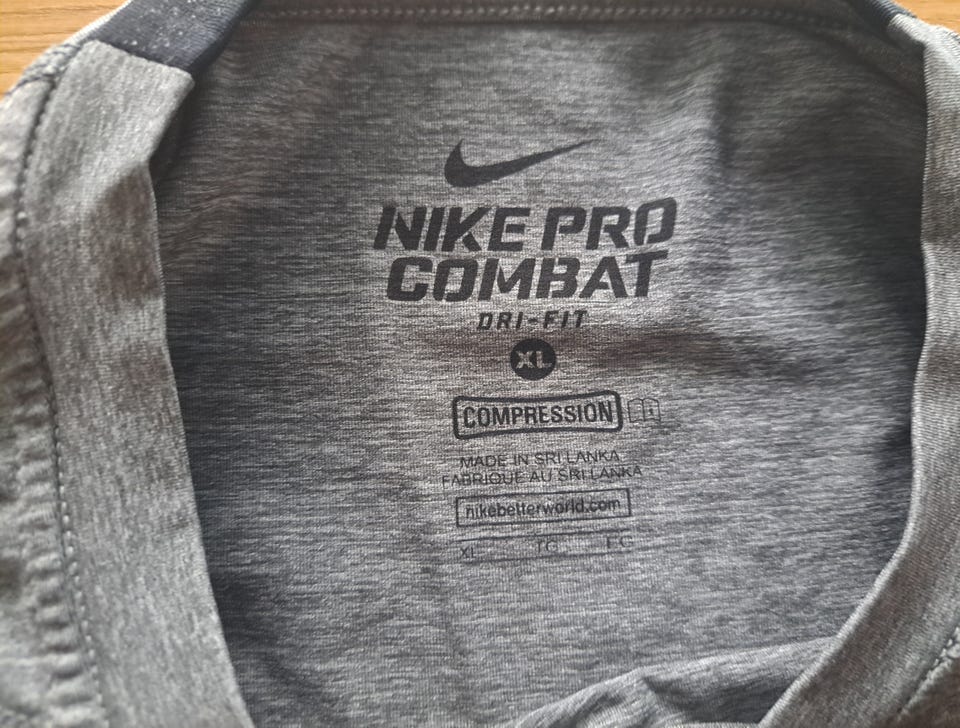 NIKE PRO
COMBAT
DRI-FIT
XL
COMPRESSION
MADE IN SRI LANKA
FABRIQUE AU SRI LANKA
nikebetterworld.com
XL TG EG